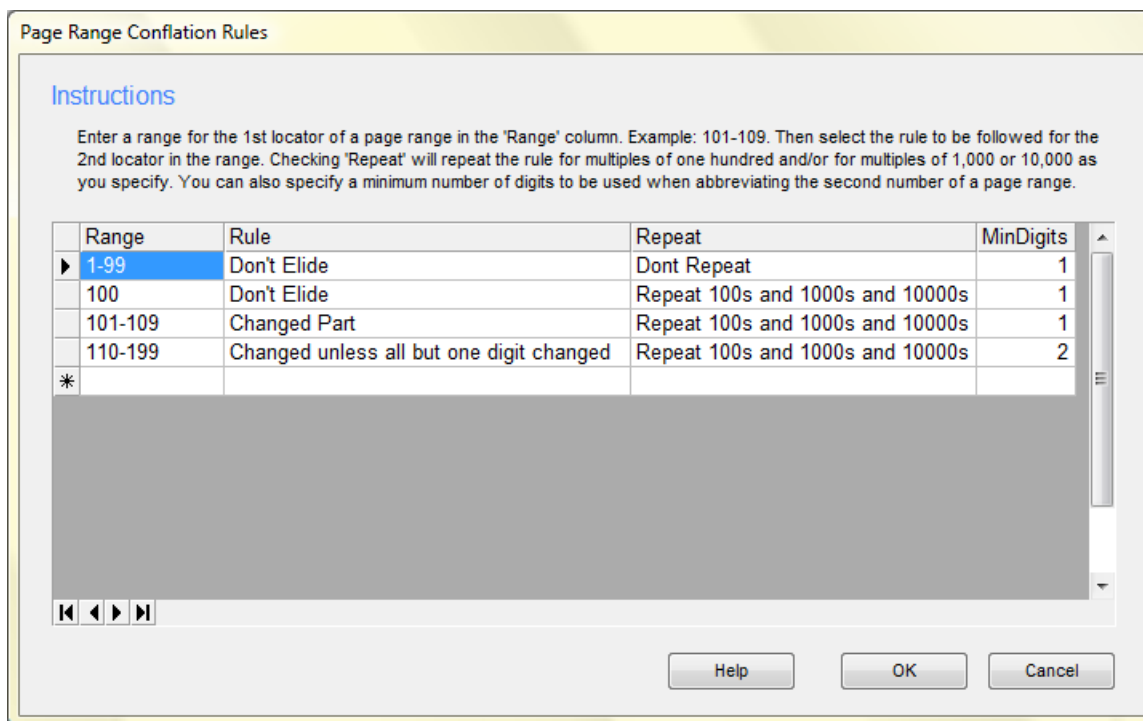 Page Range Conflation Rules
Instructions
Enter a range for the 1st locator of a page range in the 'Range' column. Example: 101-109. Then select the rule to be followed for the
2nd locator in the range. Checking 'Repeat' will repeat the rule for multiples of one hundred and/or for multiples of 1,000 or 10,000 as
you specify. You can also specify a minimum number of digits to be used when abbreviating the second number of a page range.
Range Rule Repeat MinDigits
1-99 Don't Elide Dont Repeat 1
100 Don't Elide Repeat 100s and 1000s and 10000s 1
101-109 Changed Part Repeat 100s and 1000s and 10000s 1
110-199 Changed unless all but one digit changed Repeat 100s and 1000s and 10000s 2
Help OK Cancel